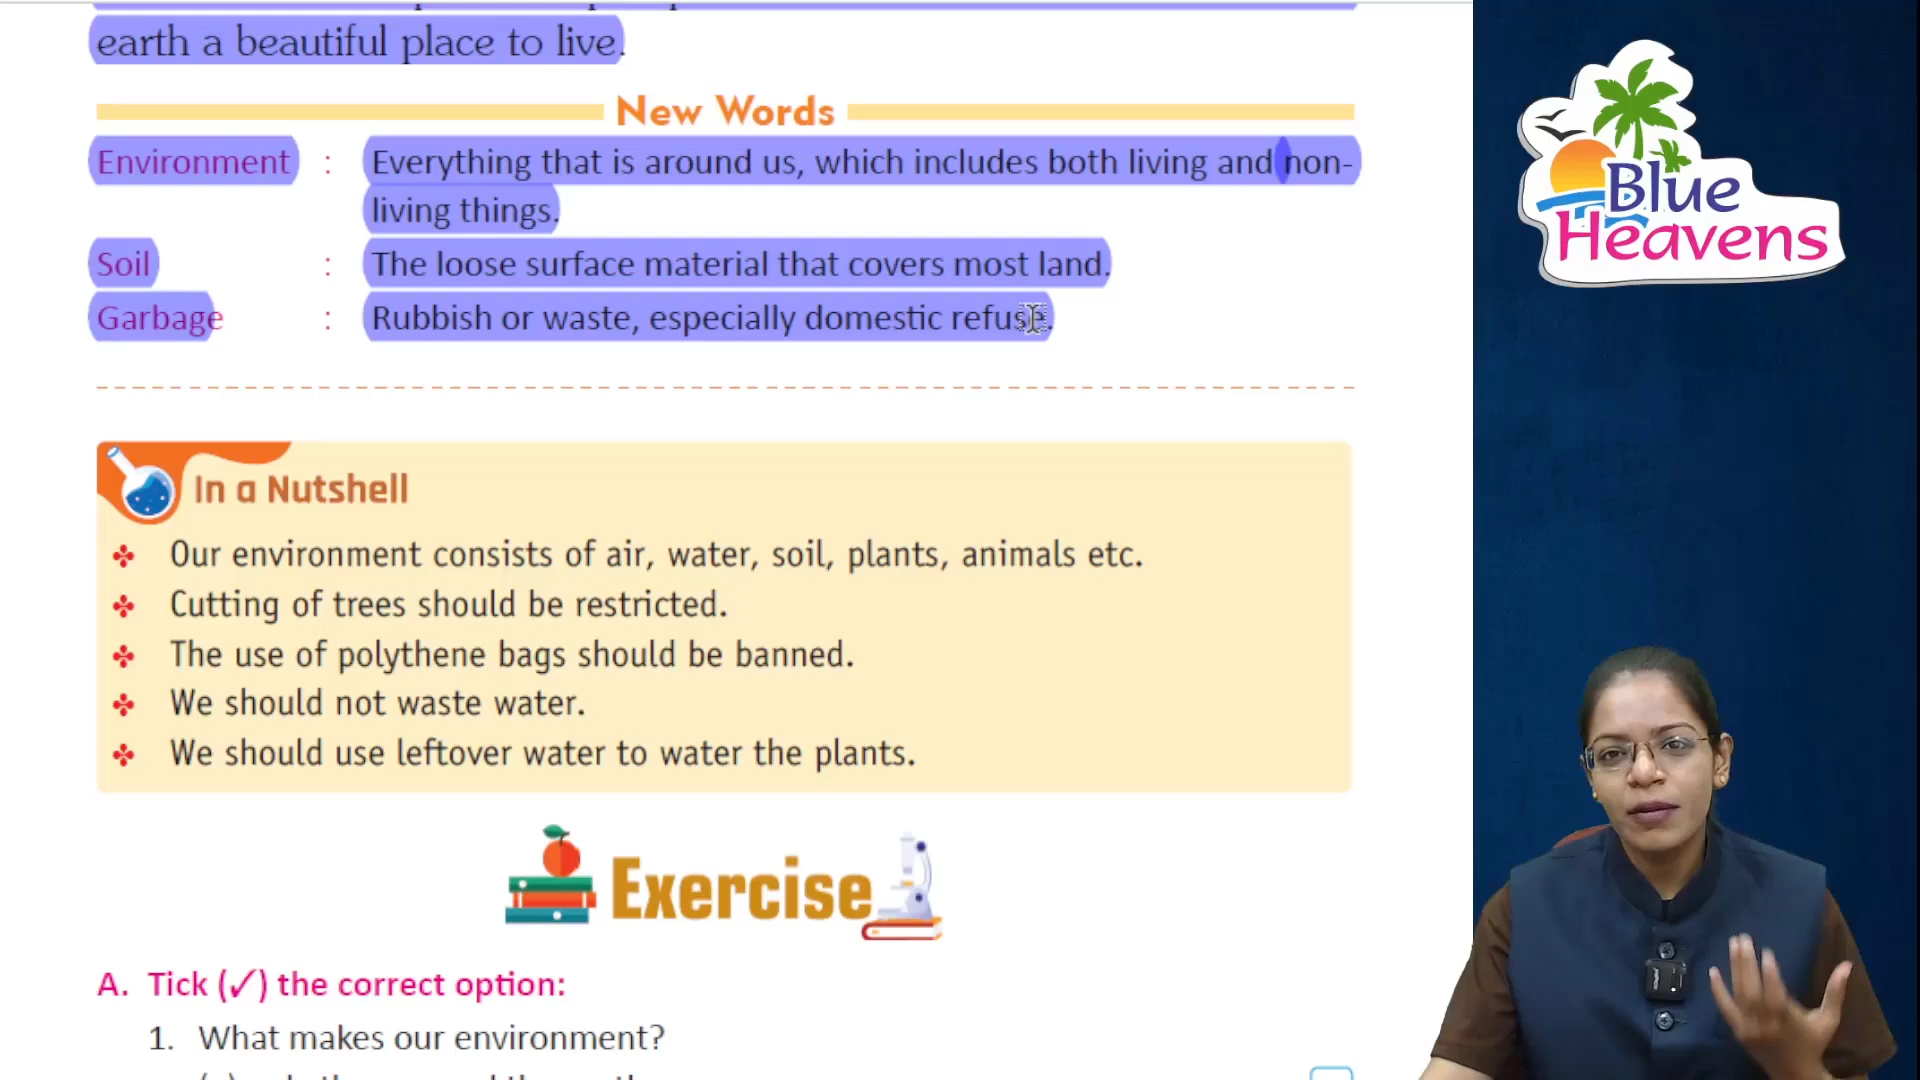 earth a beautiful place to live.
New Words
Environment : Everything that is around us, which includes both living and non-
living things.
Soil : The loose surface material that covers most land.
Garbage : Rubbish or waste, especially domestic refuse.
In a Nutshell
Our environment consists of air, water, soil, plants, animals etc.
Cutting of trees should be restricted.
The use of polythene bags should be banned.
We should not waste water.
We should use leftover water to water the plants.
Exercise
A. Tick (✓) the correct option:
1. What makes our environment?
Blue
Heavens